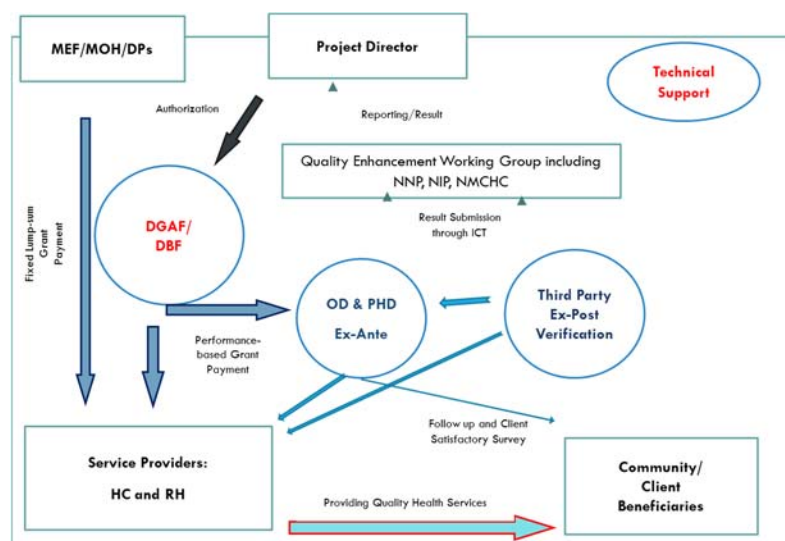 MEF/MOH/DPs
Project Director
Technical
Support
Authorization
Reporting/Result
Quality Enhancement Working Group including
NNP, NIP, NMCHC
Fixed Lump-sum
Grant
Payment
DGAF/
DBF
Result Submission
through ICT
OD & PHD
Ex-Ante
Third Party
Ex-Post
Verification
Performance-
based Grant
Payment
Follow up and Client
Satisfactory Survey
Service Providers:
HC and RH
Community/
Client
Beneficiaries
Providing Quality Health Services